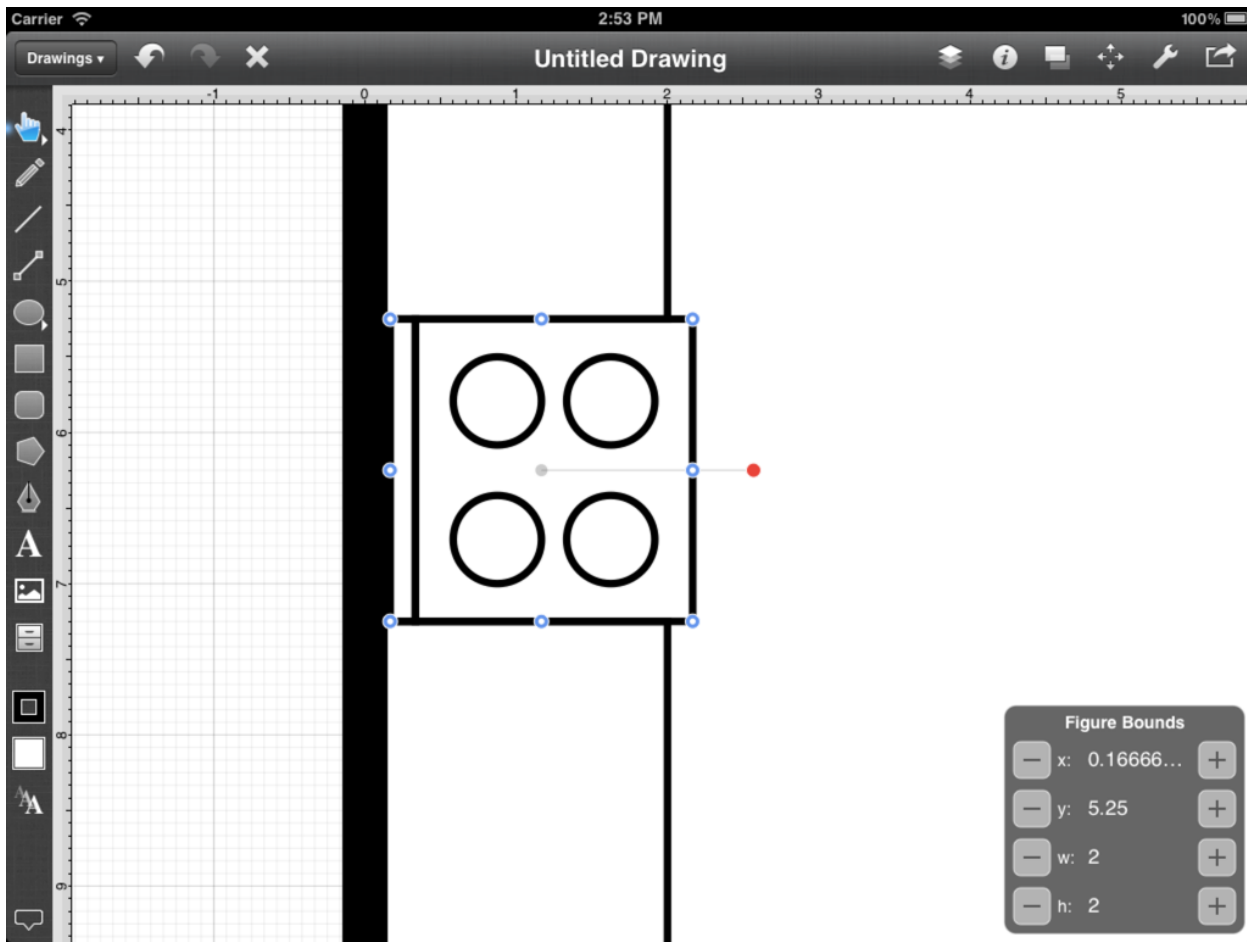 Carrier 2:53 PM 100%
Drawings ▾ Untitled Drawing
-1 0 1 2 3 4 5
4
5
6
7
8
9
A
AAA
Figure Bounds
x: 0.16666...
y: 5.25
w: 2
h: 2